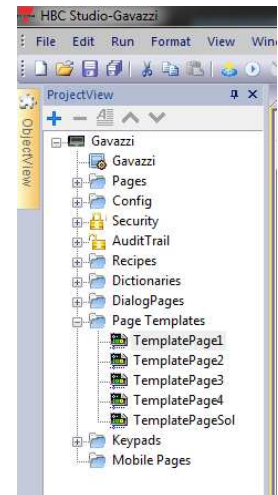 HBC Studio-Gavazzi
File Edit Run Format View
ProjectView
ObjectView
Gavazzi
Gavazzi
Pages
Config
Security
AuditTrail
Recipes
Dictionaries
DialogPages
Page Templates
TemplatePage1
TemplatePage2
TemplatePage3
TemplatePage4
TemplatePageSol
Keypads
Mobile Pages